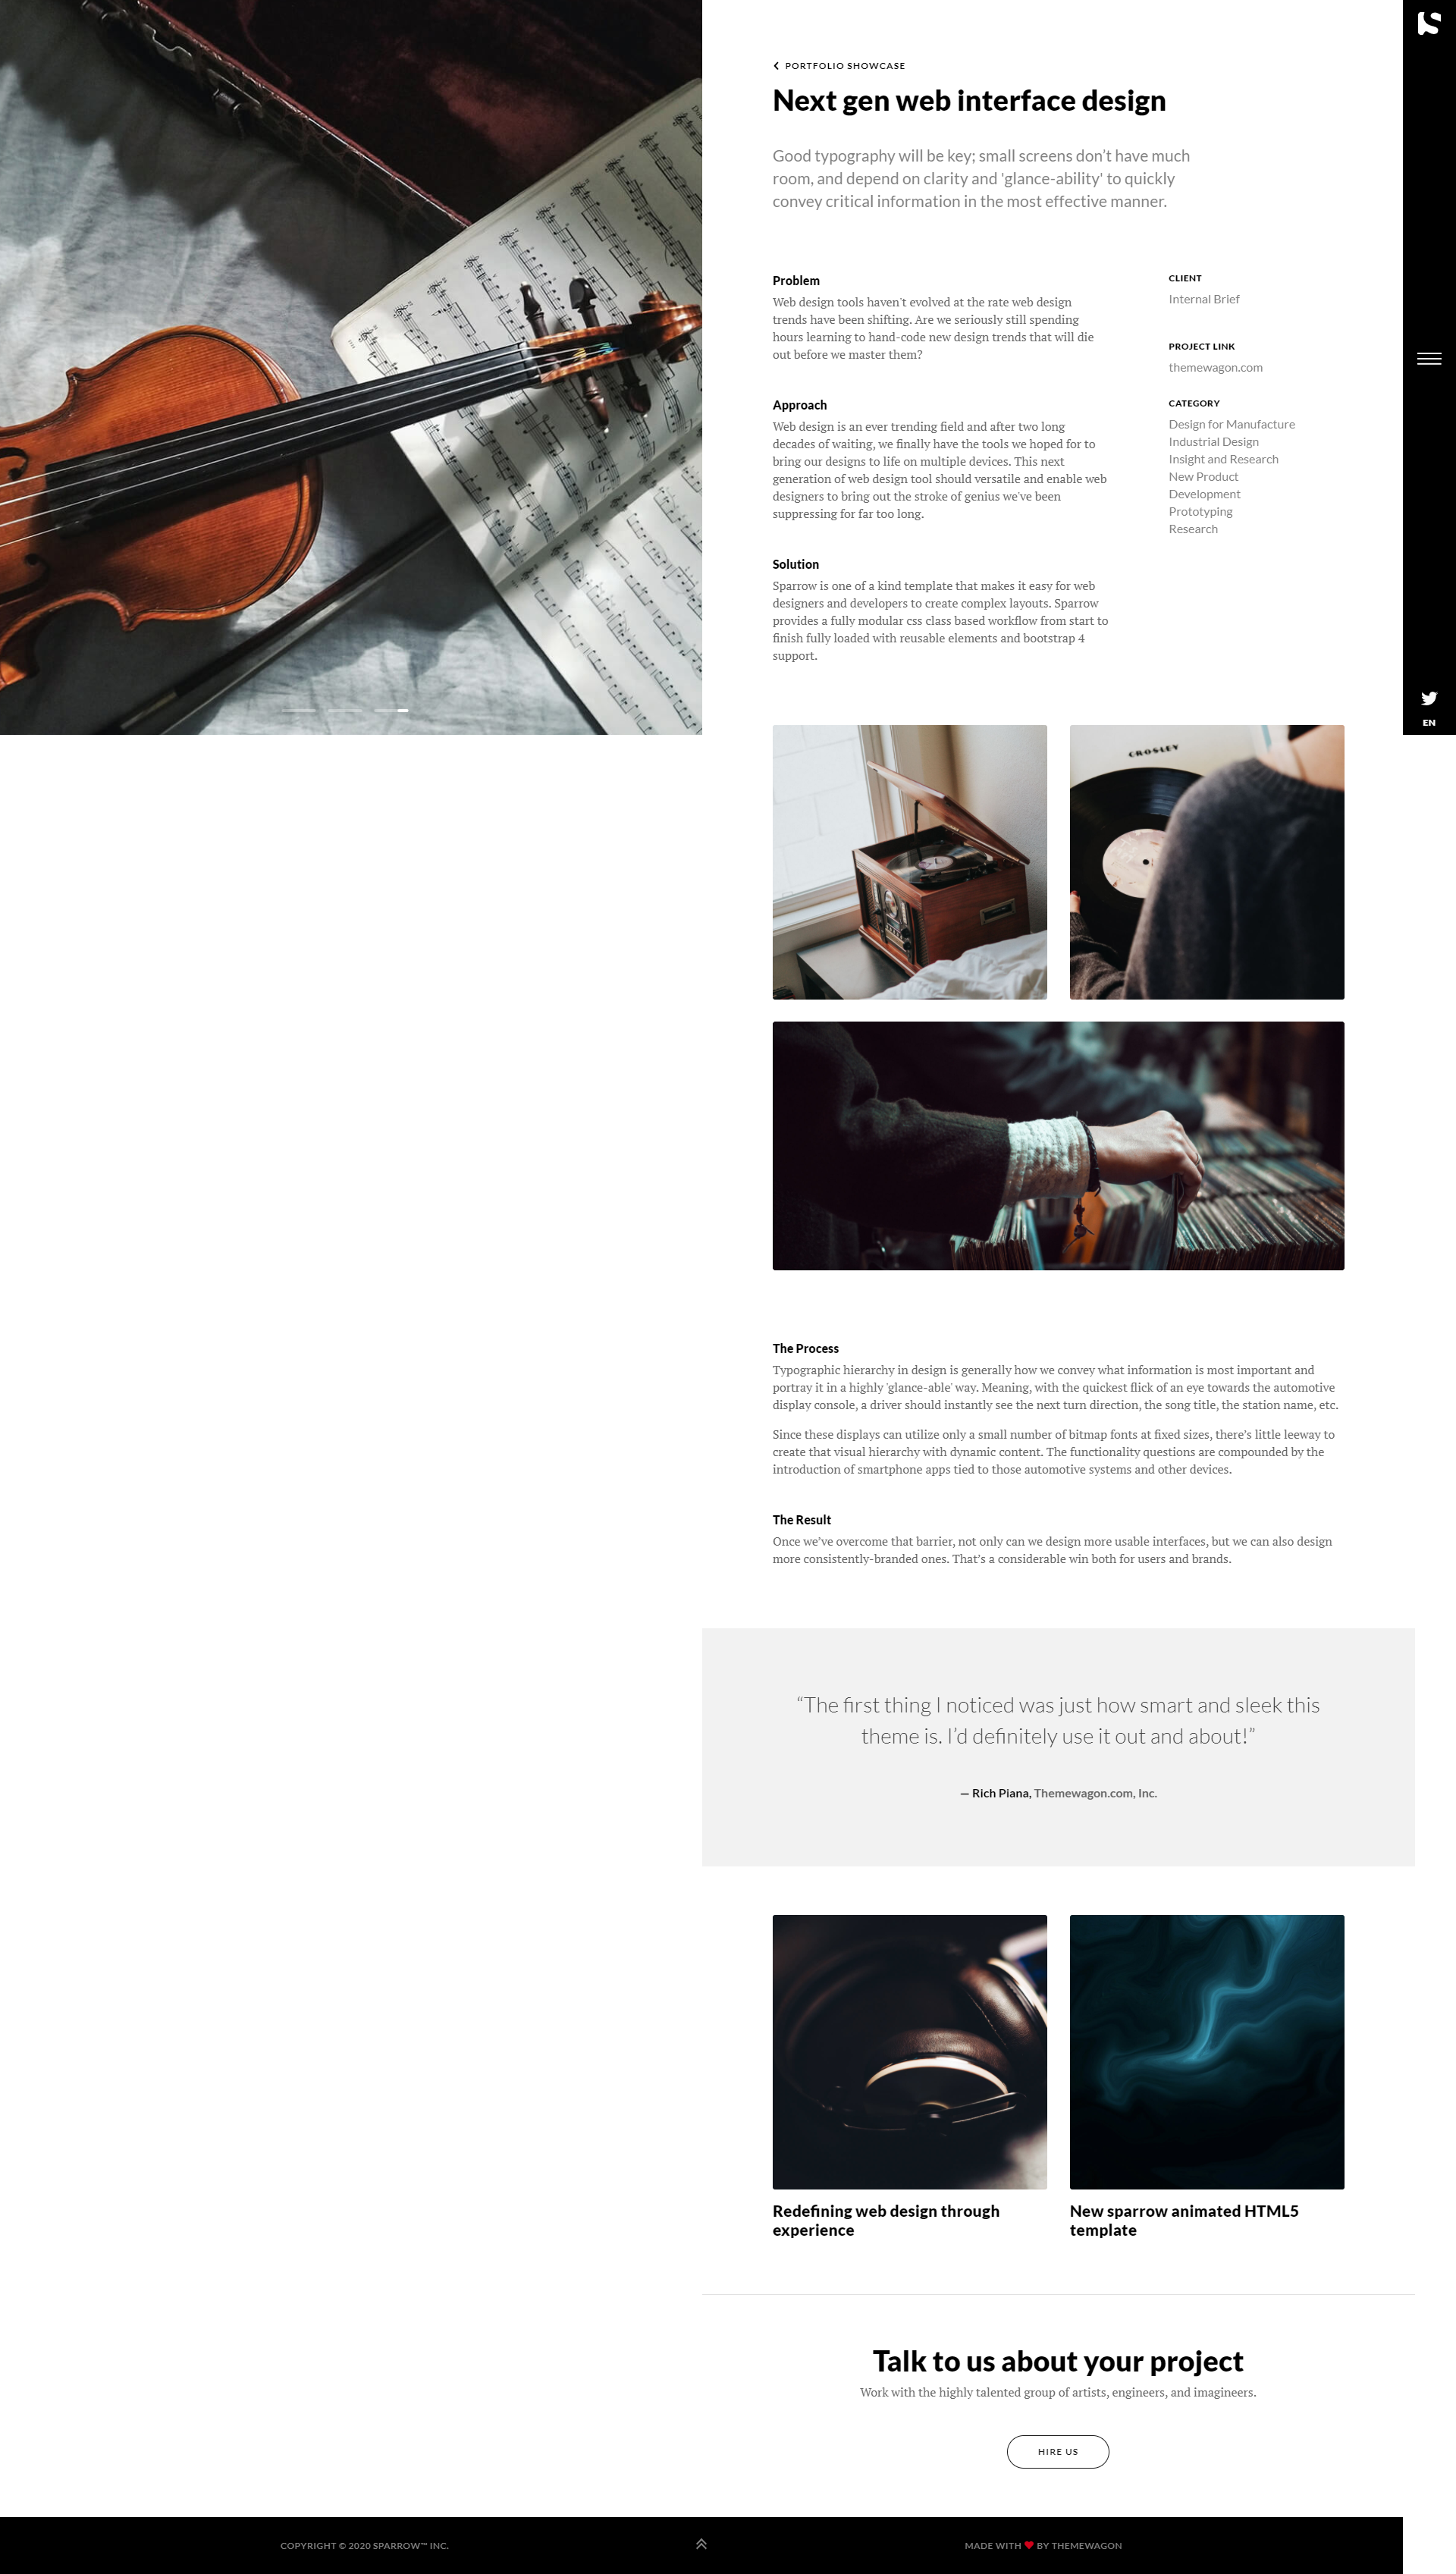 PORTFOLIO SHOWCASE
Next gen web interface design
Good typography will be key; small screens don’t have much
room, and depend on clarity and 'glance-ability' to quickly
convey critical information in the most effective manner.
Problem
Web design tools haven't evolved at the rate web design
trends have been shifting. Are we seriously still spending
hours learning to hand-code new design trends that will die
out before we master them?
Approach
Web design is an ever trending field and after two long
decades of waiting, we finally have the tools we hoped for to
bring our designs to life on multiple devices. This next
generation of web design tool should versatile and enable web
designers to bring out the stroke of genius we've been
suppressing for far too long.
Solution
Sparrow is one of a kind template that makes it easy for web
designers and developers to create complex layouts. Sparrow
provides a fully modular css class based workflow from start to
finish fully loaded with reusable elements and bootstrap 4
support.
CLIENT
Internal Brief
PROJECT LINK
themewagon.com
CATEGORY
Design for Manufacture
Industrial Design
Insight and Research
New Product
Development
Prototyping
Research
EN
CROSLEY
The Process
Typographic hierarchy in design is generally how we convey what information is most important and
portray it in a highly 'glance-able' way. Meaning, with the quickest flick of an eye towards the automotive
display console, a driver should instantly see the next turn direction, the song title, the station name, etc.
Since these displays can utilize only a small number of bitmap fonts at fixed sizes, there’s little leeway to
create that visual hierarchy with dynamic content. The functionality questions are compounded by the
introduction of smartphone apps tied to those automotive systems and other devices.
The Result
Once we’ve overcome that barrier, not only can we design more usable interfaces, but we can also design
more consistently-branded ones. That’s a considerable win both for users and brands.
“The first thing I noticed was just how smart and sleek this
theme is. I’d definitely use it out and about!”
— Rich Piana, Themewagon.com, Inc.
Redefining web design through
experience
New sparrow animated HTML5
template
Talk to us about your project
Work with the highly talented group of artists, engineers, and imagineers.
HIRE US
COPYRIGHT © 2020 SPARROW™ INC.
MADE WITH ♥ BY THEMEWAGON